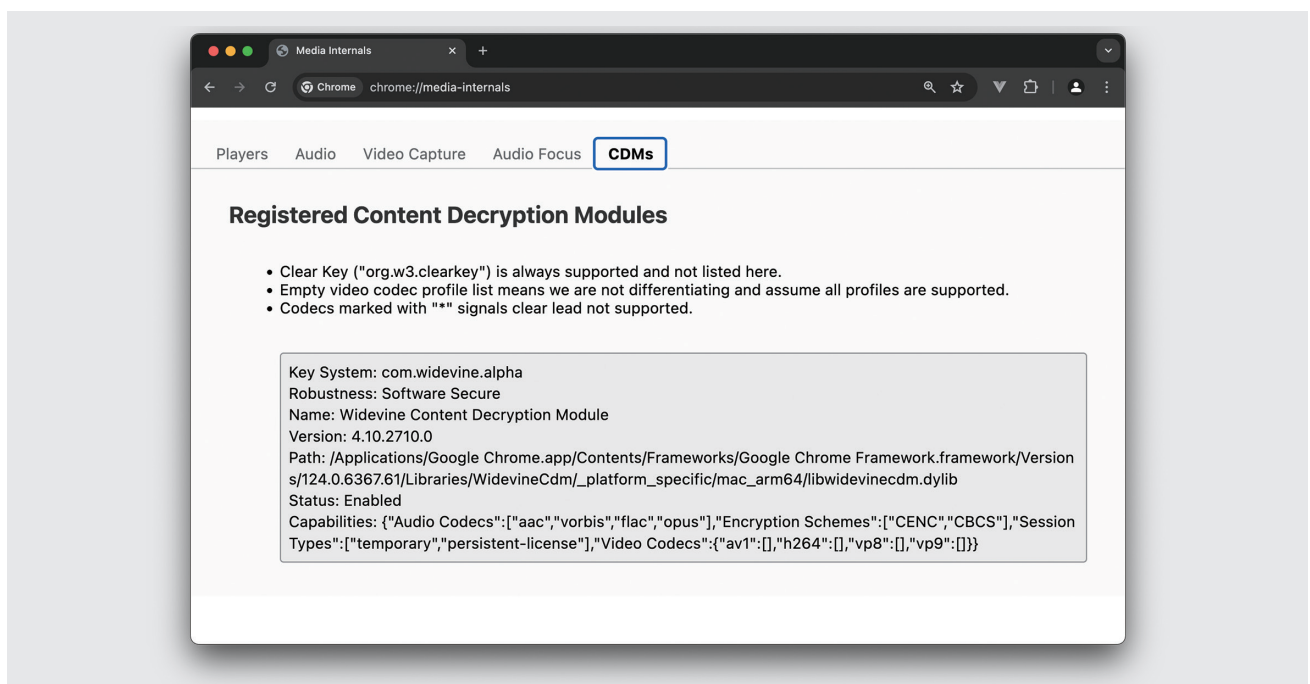 Media Internals
Chrome chrome://media-internals
Players Audio Video Capture Audio Focus CDMs
Registered Content Decryption Modules
• Clear Key ("org.w3.clearkey") is always supported and not listed here.
• Empty video codec profile list means we are not differentiating and assume all profiles are supported.
• Codecs marked with "*" signals clear lead not supported.
Key System: com.widevine.alpha
Robustness: Software Secure
Name: Widevine Content Decryption Module
Version: 4.10.2710.0
Path: /Applications/Google Chrome.app/Contents/Frameworks/Google Chrome Framework.framework/Version
s/124.0.6367.61/Libraries/WidevineCdm/_platform_specific/mac_arm64/libwidevinecdm.dylib
Status: Enabled
Capabilities: {"Audio Codecs":["aac","vorbis","flac","opus"],"Encryption Schemes":["CENC","CBCS"],"Session
Types":["temporary","persistent-license"],"Video Codecs":{"av1":[],"h264":[],"vp8":[],"vp9":[]}}